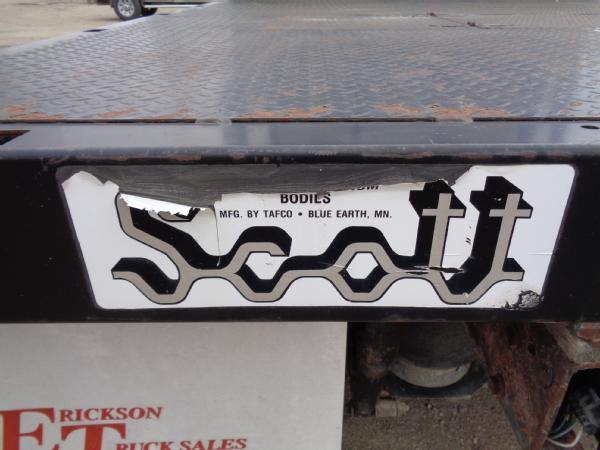 BODIES
MFG. BY TAFCO • BLUE EARTH, MN.
Scott
ERICKSON
TRUCK SALES